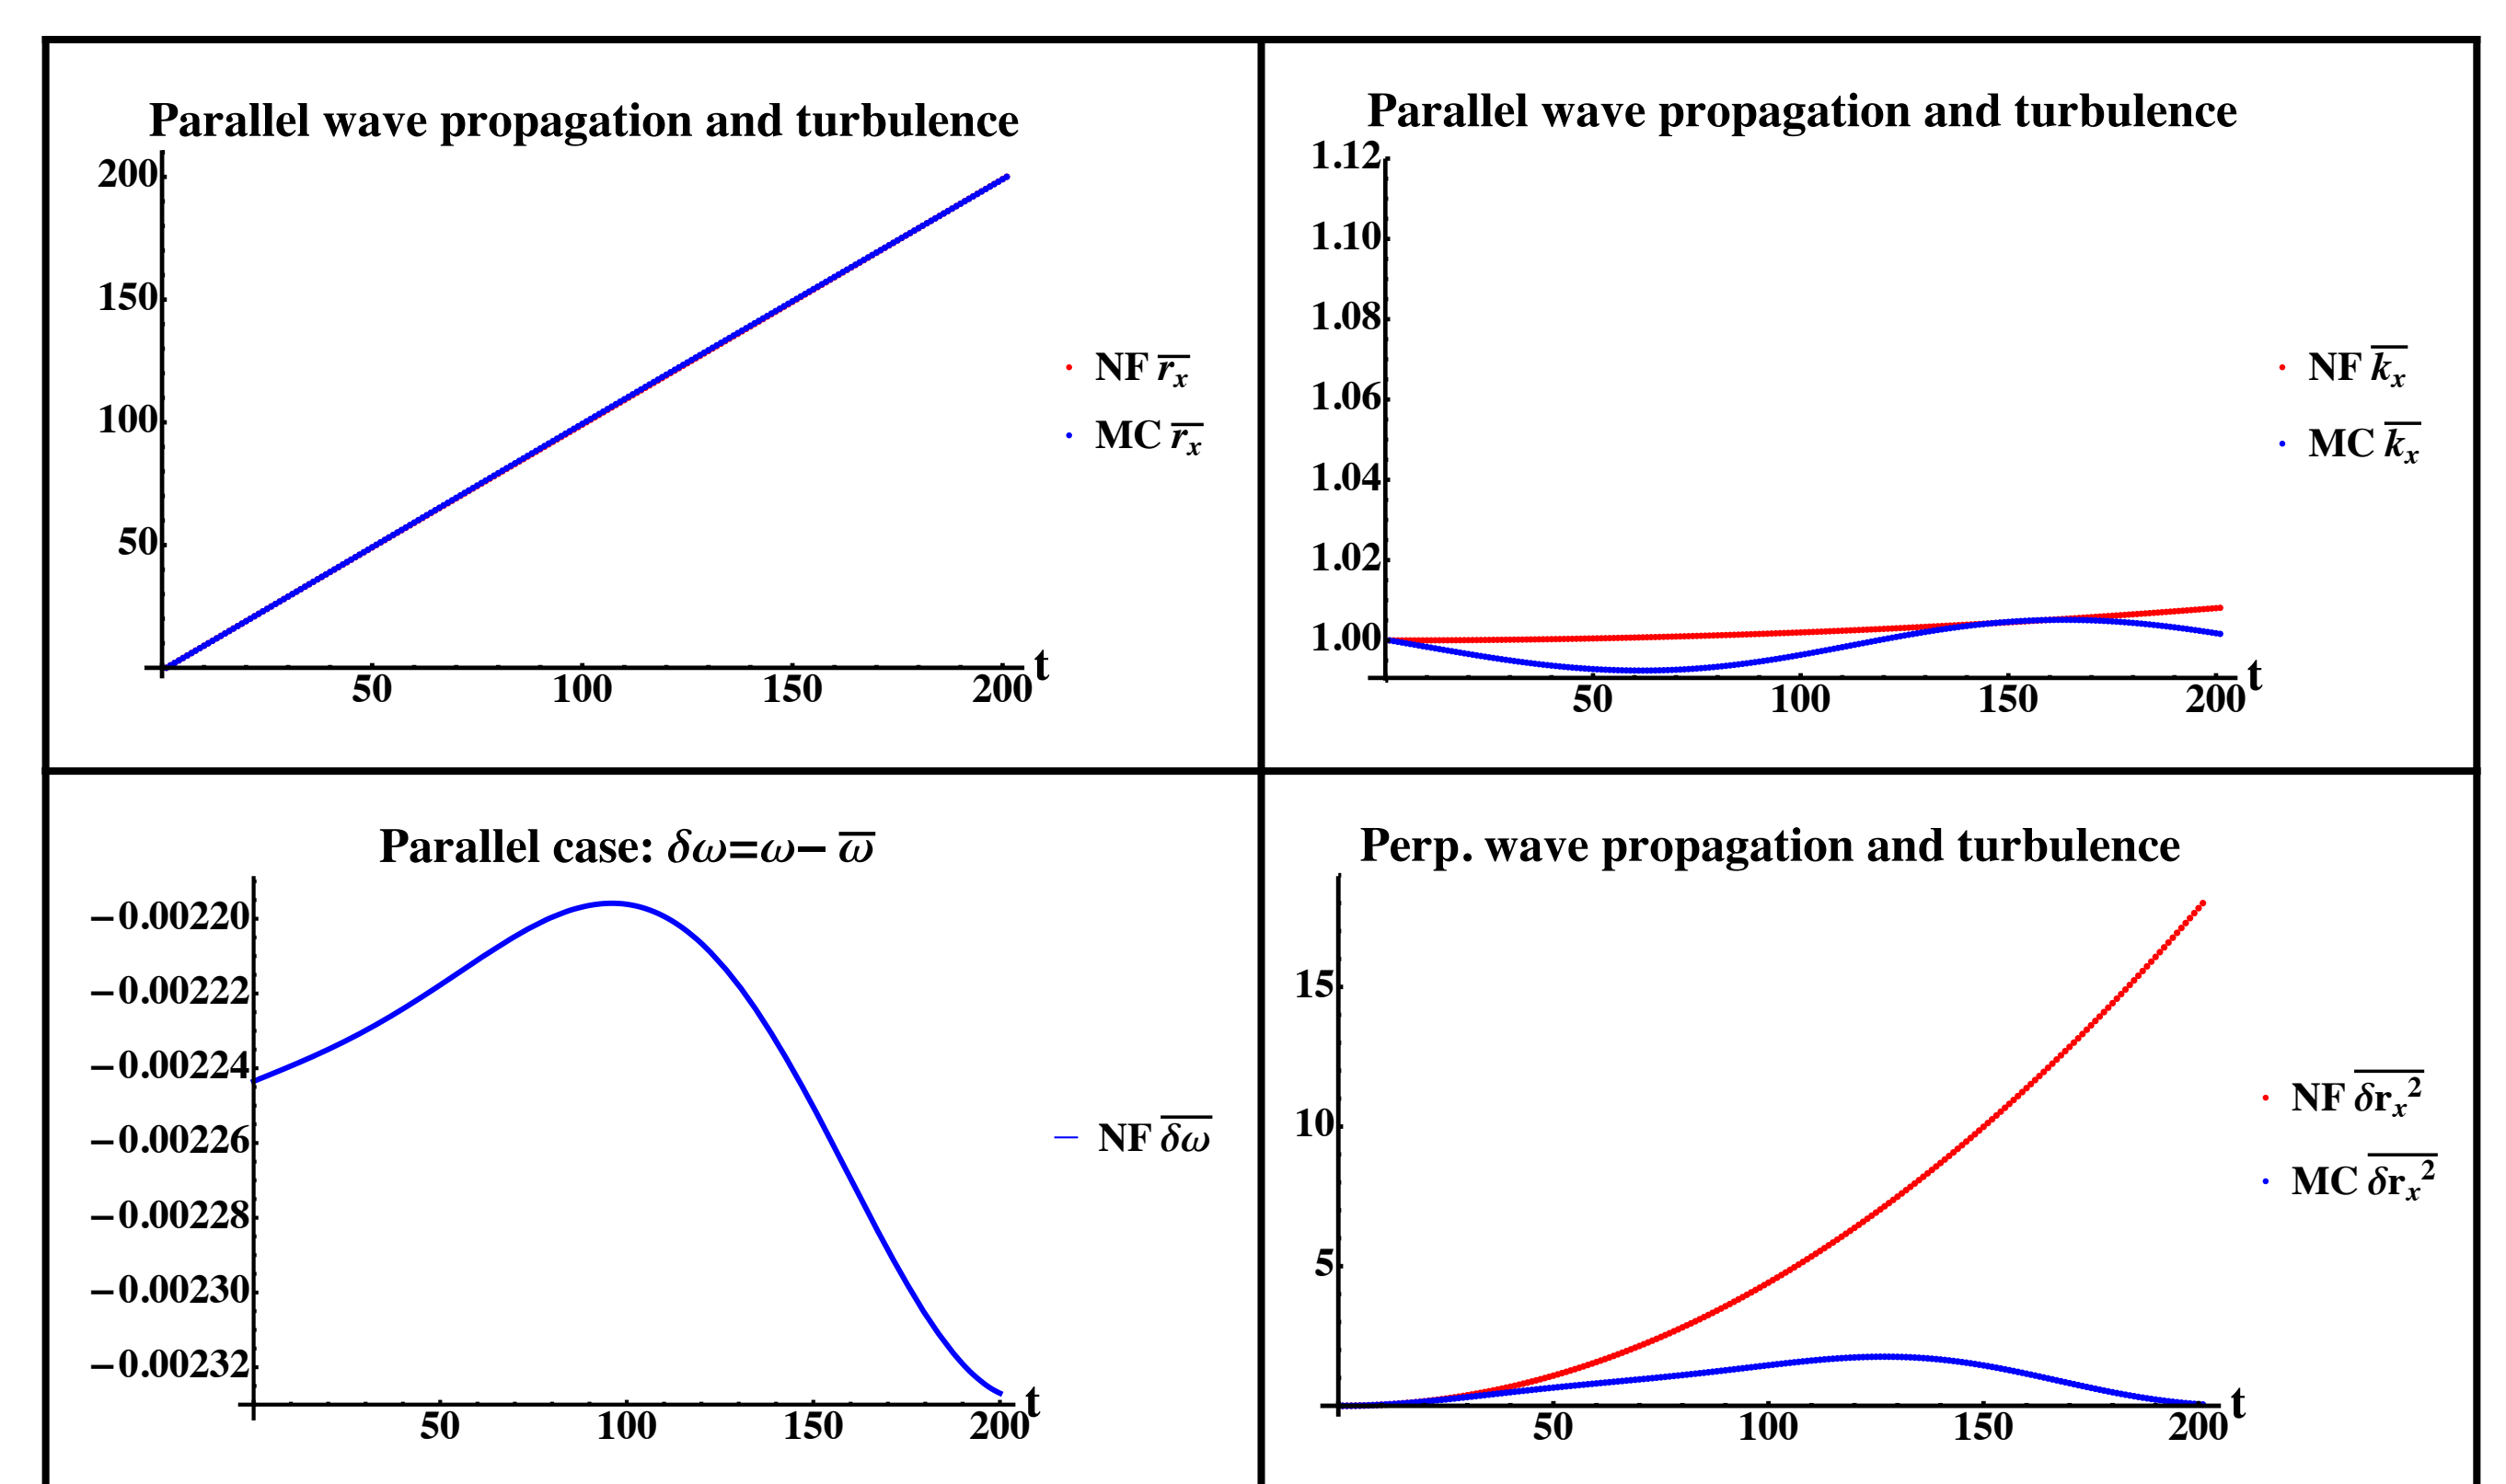 Parallel wave propagation and turbulence
200
150
100
50
50 100 150 200 t
NF r̅ₓ
MC r̅ₓ
Parallel wave propagation and turbulence
1.12
1.10
1.08
1.06
1.04
1.02
1.00
50 100 150 200 t
NF k̅ₓ
MC k̅ₓ
Parallel case: δω=ω− ω̅
−0.00220
−0.00222
−0.00224
−0.00226
−0.00228
−0.00230
−0.00232
50 100 150 200 t
NF δ̅ω̅
Perp. wave propagation and turbulence
15
10
5
50 100 150 200 t
NF δ̅r̅ₓ̅²̅
MC δ̅r̅ₓ̅²̅